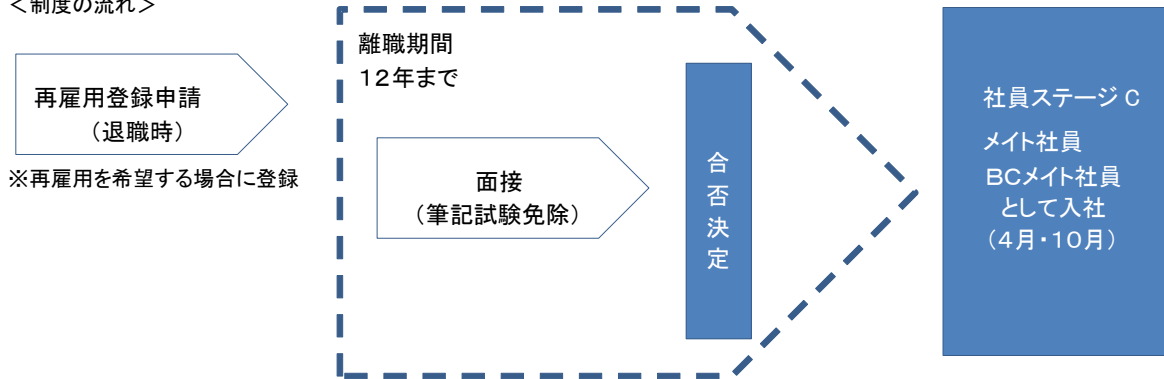 ＜制度の流れ＞
再雇用登録申請
（退職時）
※再雇用を希望する場合に登録
離職期間
１２年まで
面接
（筆記試験免除）
合否決定
社員ステージ C
メイト社員
ＢＣメイト社員
として入社
（４月・１０月）